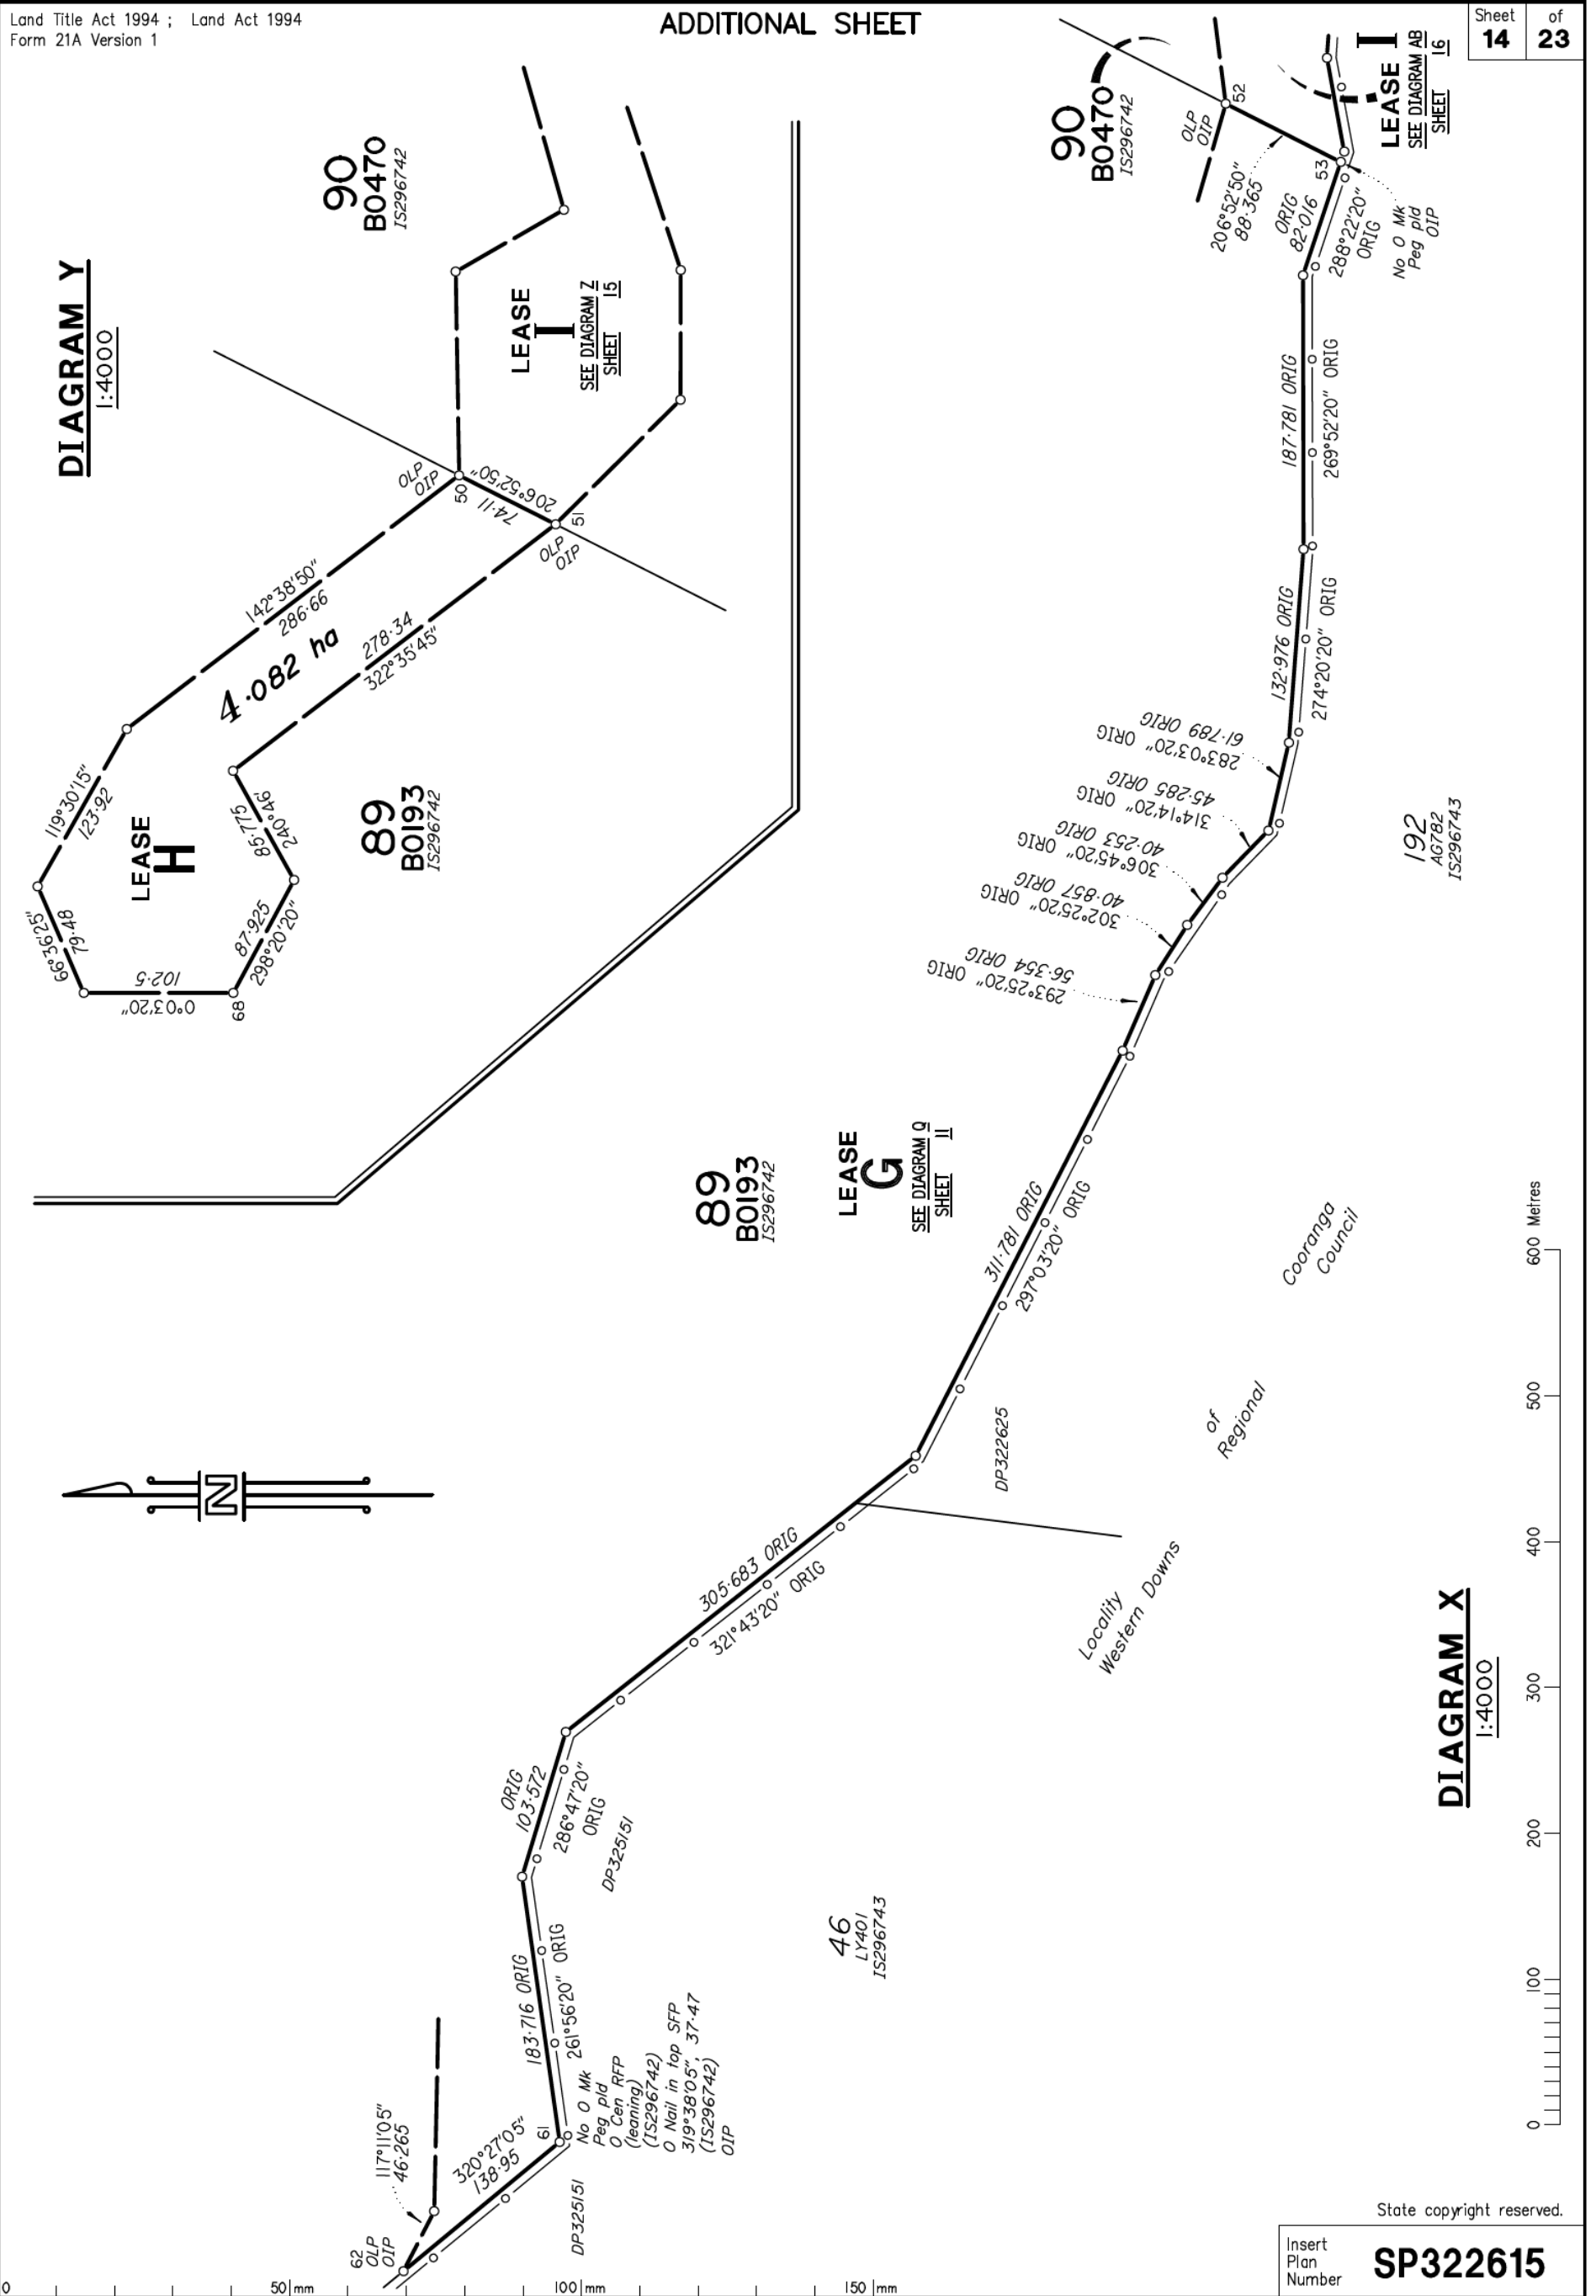 Land Title Act 1994 ; Land Act 1994
Form 21A Version 1
ADDITIONAL SHEET
Sheet of
14 23
DIAGRAM Y
1:4000
90
BO470
IS296742
LEASE
I
SEE DIAGRAM Z
SHEET 15
OLP
OIP
50
206°52'50"
74·11
51
OLP
OIP
142°38'50"
286·66
4·082 ha
278·34
322°35'45"
119°30'15"
123·92
LEASE
H
66°36'25"
79·48
102·5
0°03'20"
68
87·925
298°20'20"
85·775
240°46'
89
BO193
IS296742
90
BO470
IS296742
OLP
OIP
52
206°52'50"
88·365
53
LEASE I
SEE DIAGRAM AB
SHEET 16
ORIG
82·016
288°22'20"
ORIG
No O Mk
Peg pld
OIP
187·781 ORIG
269°52'20" ORIG
132·976 ORIG
274°20'20" ORIG
283°03'20" ORIG
61·789 ORIG
314°14'20" ORIG
45·285 ORIG
306°45'20" ORIG
40·253 ORIG
302°25'20" ORIG
40·857 ORIG
293°25'20" ORIG
56·354 ORIG
192
AG782
IS296743
89
BO193
IS296742
LEASE
G
SEE DIAGRAM Q
SHEET 11
311·781 ORIG
297°03'20" ORIG
Cooranga
Council
of
Regional
Locality
Western Downs
DP322625
305·683 ORIG
321°43'20" ORIG
N
ORIG
103·572
286°47'20"
ORIG
DP325151
183·716 ORIG
261°56'20" ORIG
46
LY401
IS296743
61
No O Mk
Peg pld
O Cen RFP
(leaning)
(IS296742)
O Nail in top SFP
319°38'05", 37·47
(IS296742)
OIP
117°11'05"
46·265
320°27'05"
138·95
62
OLP
OIP
DP325151
DIAGRAM X
1:4000
0 100 200 300 400 500 600 Metres
0 50 mm 100 mm 150 mm
State copyright reserved.
Insert
Plan
Number
SP322615